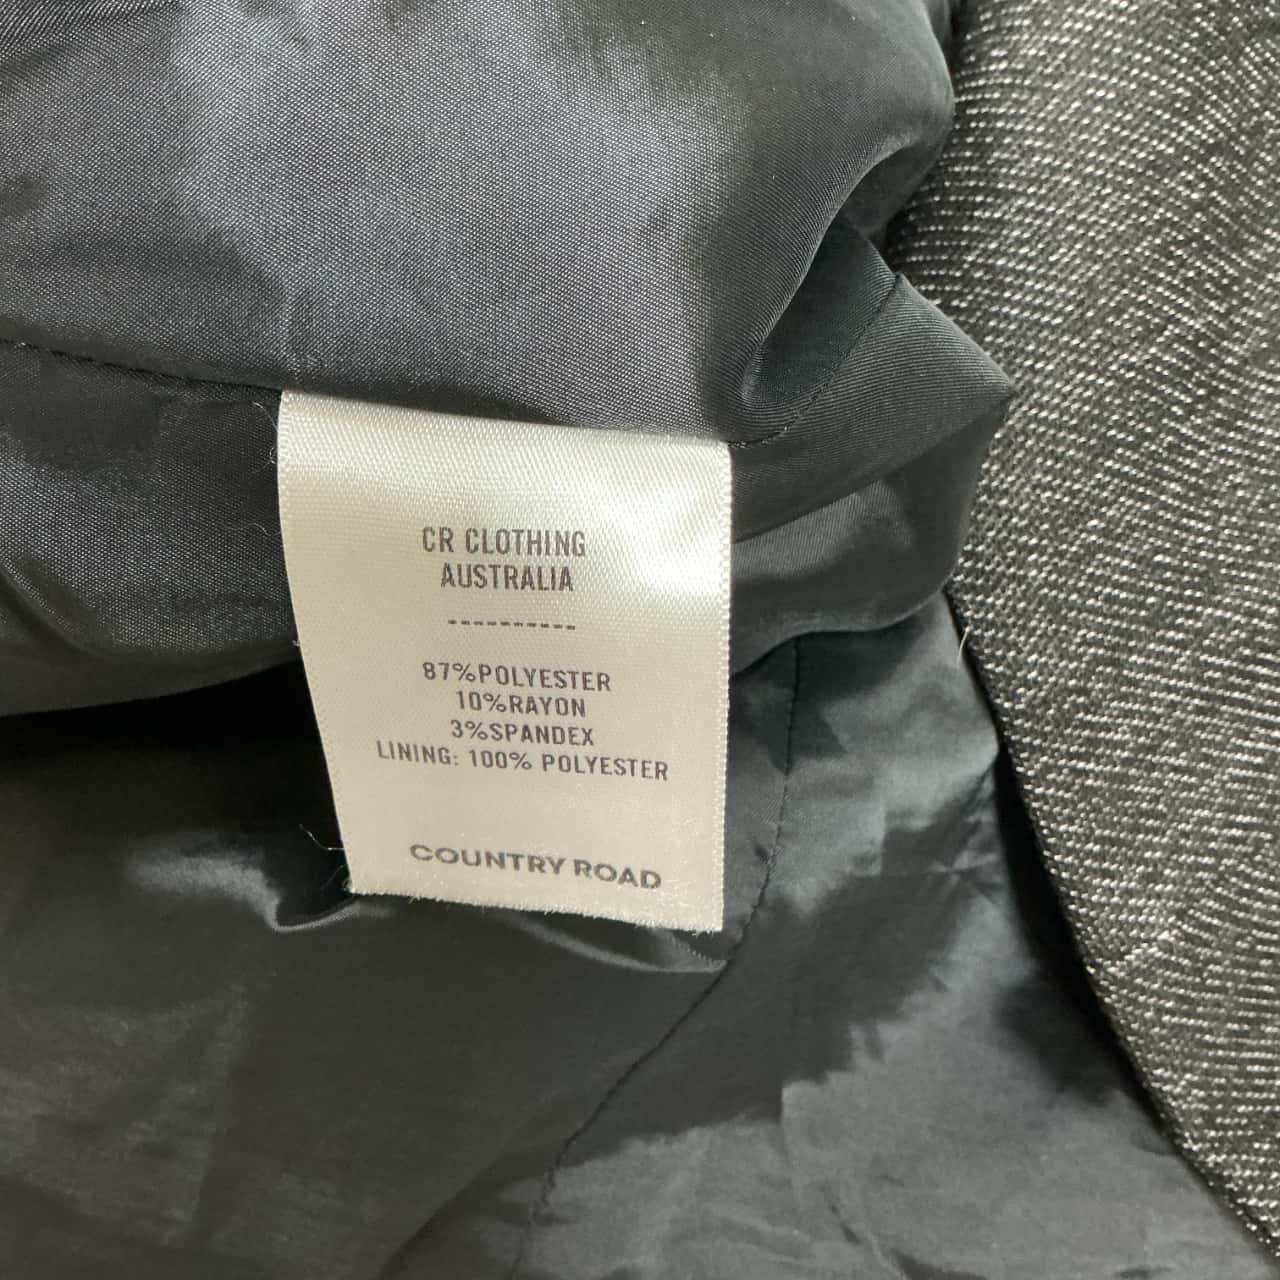 CR CLOTHING
AUSTRALIA
----------
87%POLYESTER
10%RAYON
3%SPANDEX
LINING: 100% POLYESTER
COUNTRY ROAD